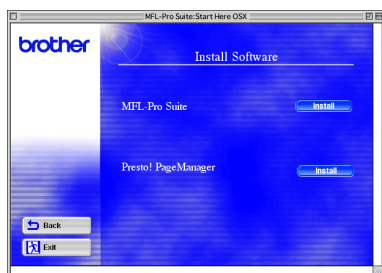 MFL-Pro Suite:Start Here OSX
brother
Install Software
MFL-Pro Suite
Install
Presto! PageManager
Install
Back
Exit